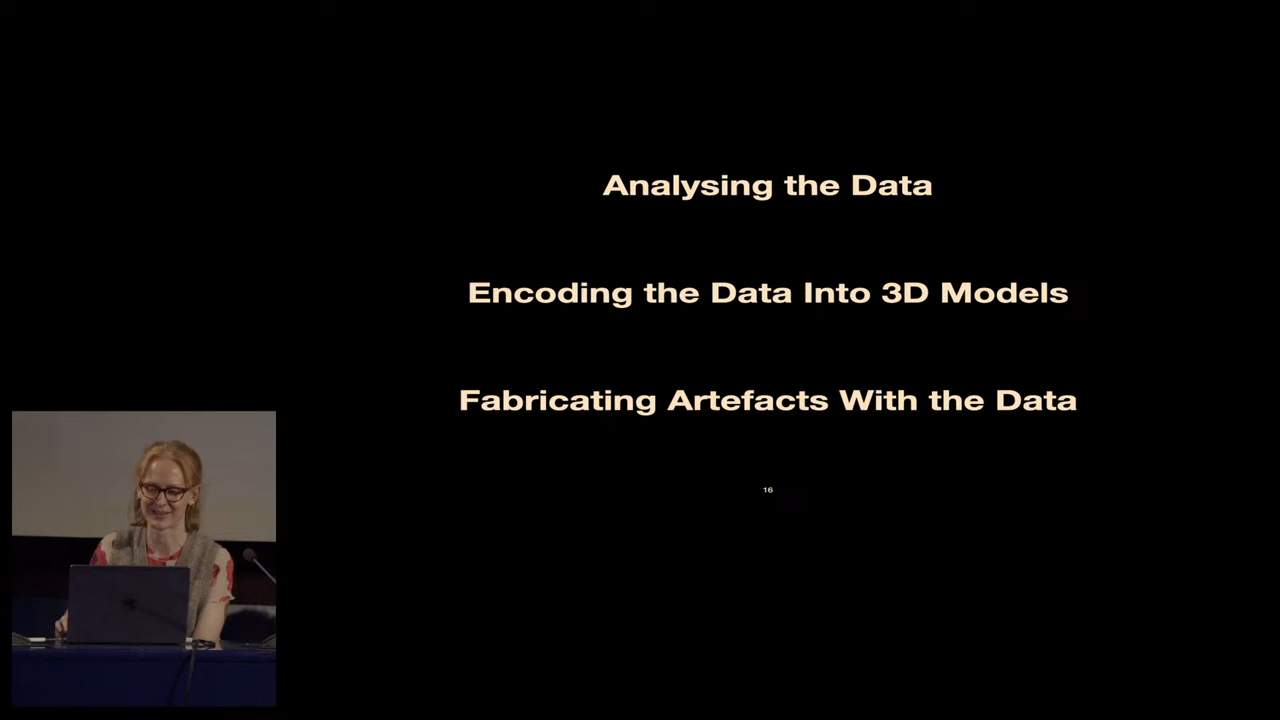 Analysing the Data
Encoding the Data Into 3D Models
Fabricating Artefacts With the Data
16